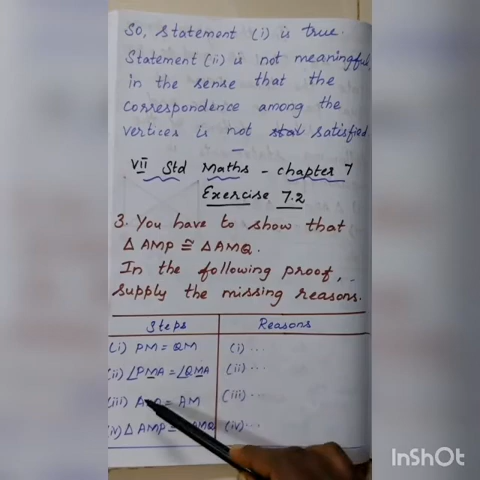 So, Statement (i) is true.
Statement (ii) is not meaningful,
in the sense that the
correspondence among the
vertices is not satisfied
VII Std Maths - Chapter 7
Exercise 7.2
3. You have to show that
△ AMP ≅ △ AMQ.
In the following proof,
supply the missing reasons.
Steps Reasons
(i) PM = QM (i) ...
(ii) ∠PMA = ∠QMA (ii) ...
(iii) = AM (iii) ...
(iv) △ AMP ≅ AMQ (iv) ...
InShOt